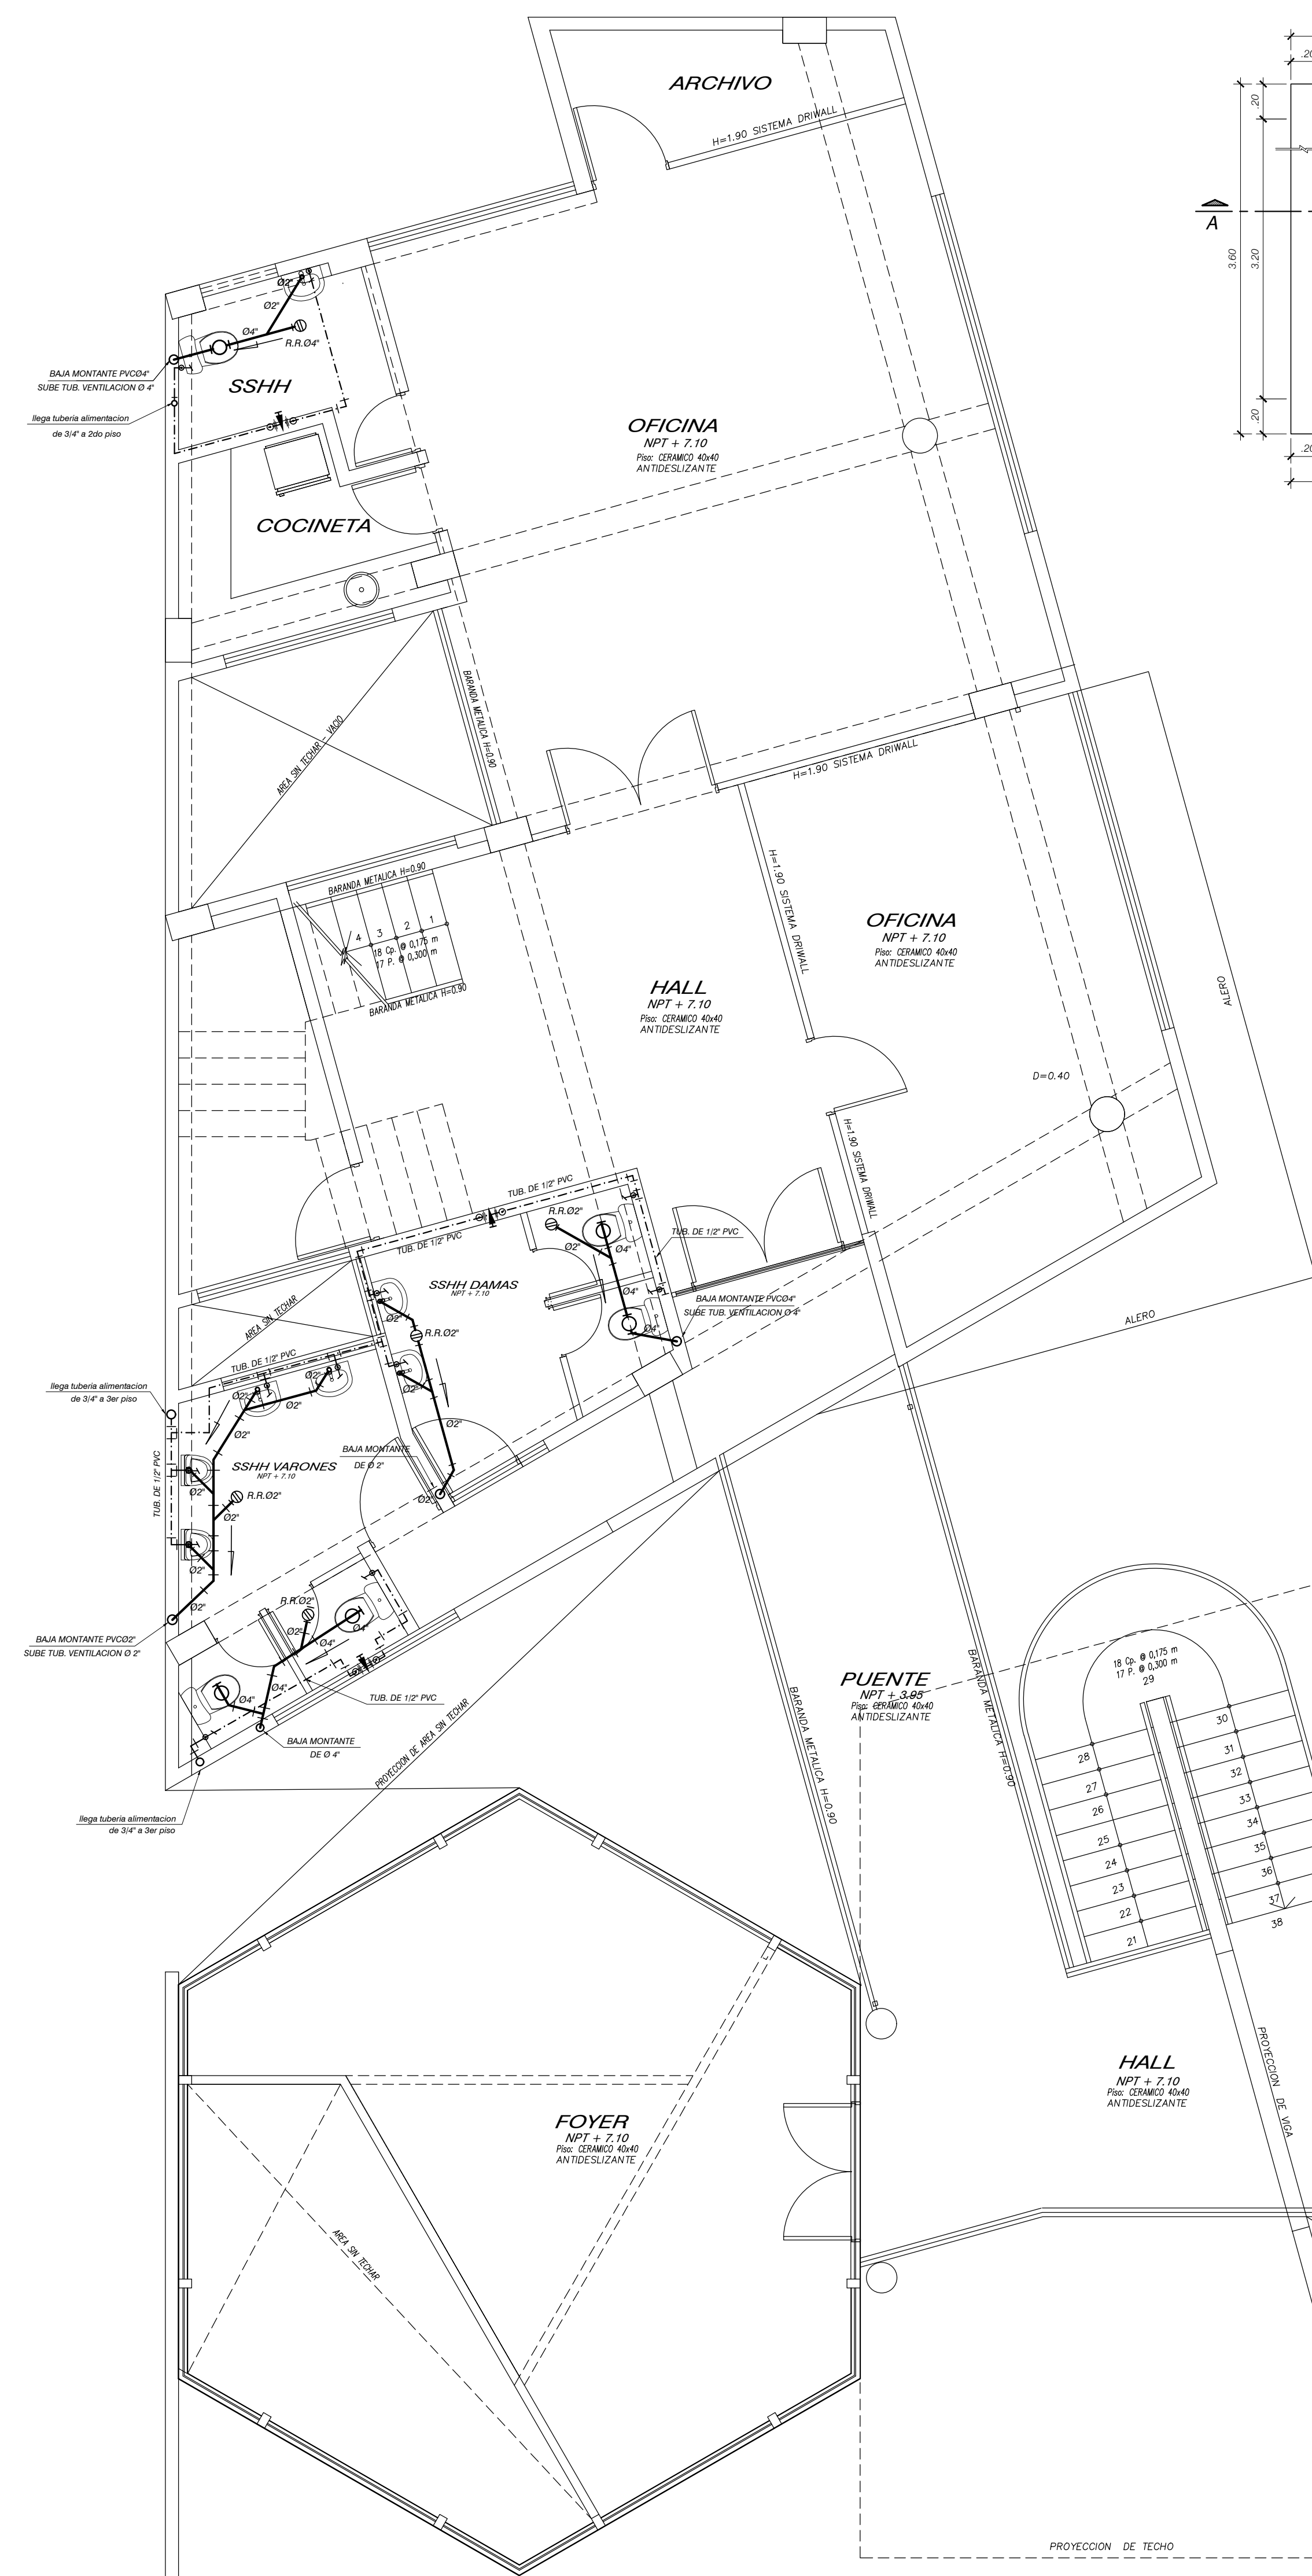 ARCHIVO
H=1.90 SISTEMA DRIWALL
.20
.20
3.20
3.60
.20
.20
A
Ø2"
Ø2"
Ø4"
R.R.Ø4"
SSHH
BAJA MONTANTE PVCØ4"
SUBE TUB. VENTILACION Ø 4"
llega tuberia alimentacion
de 3/4" a 2do piso
COCINETA
OFICINA
NPT + 7.10
Piso: CERAMICO 40x40
ANTIDESLIZANTE
AREA SIN TECHAR - VACIO
BARANDA METALICA H=0.90
H=1.90 SISTEMA DRIWALL
BARANDA METALICA H=0.90
4
3
2
1
18 Cp. @ 0,175 m
17 P. @ 0,300 m
BARANDA METALICA H=0.90
H=1.90 SISTEMA DRIWALL
HALL
NPT + 7.10
Piso: CERAMICO 40x40
ANTIDESLIZANTE
OFICINA
NPT + 7.10
Piso: CERAMICO 40x40
ANTIDESLIZANTE
ALERO
D=0.40
H=1.90 SISTEMA DRIWALL
TUB. DE 1/2" PVC
TUB. DE 1/2" PVC
R.R.Ø2"
Ø2"
Ø4"
TUB. DE 1/2" PVC
SSHH DAMAS
NPT + 7.10
Ø4"
Ø4"
BAJA MONTANTE PVCØ4"
SUBE TUB. VENTILACION Ø 4"
ALERO
AREA SIN TECHAR
Ø2"
R.R.Ø2"
Ø2"
Ø2"
TUB. DE 1/2" PVC
llega tuberia alimentacion
de 3/4" a 3er piso
Ø2"
Ø2"
Ø2"
Ø2"
SSHH VARONES
NPT + 7.10
BAJA MONTANTE
DE Ø 2"
Ø2"
TUB. DE 1/2" PVC
Ø2"
R.R.Ø2"
Ø2"
Ø2"
Ø2"
BAJA MONTANTE PVCØ2"
SUBE TUB. VENTILACION Ø 2"
R.R.Ø2"
Ø2"
Ø4"
Ø4"
Ø4"
Ø4"
TUB. DE 1/2" PVC
BAJA MONTANTE
DE Ø 4"
llega tuberia alimentacion
de 3/4" a 3er piso
PROYECCION DE AREA SIN TECHAR
PUENTE
NPT + 3.95
Piso: CERAMICO 40x40
ANTIDESLIZANTE
BARANDA METALICA H=0.90
BARANDA METALICA H=0.90
18 Cp. @ 0,175 m
17 P. @ 0,300 m
29
28
27
26
25
24
23
22
21
30
31
32
33
34
35
36
37
38
PROYECCION DE VIGA
HALL
NPT + 7.10
Piso: CERAMICO 40x40
ANTIDESLIZANTE
FOYER
NPT + 7.10
Piso: CERAMICO 40x40
ANTIDESLIZANTE
AREA SIN TECHAR
PROYECCION DE TECHO